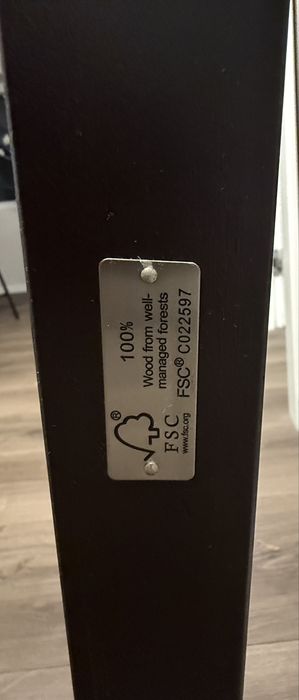 100%
Wood from well-
managed forests
FSC® C022597
®
FSC
www.fsc.org